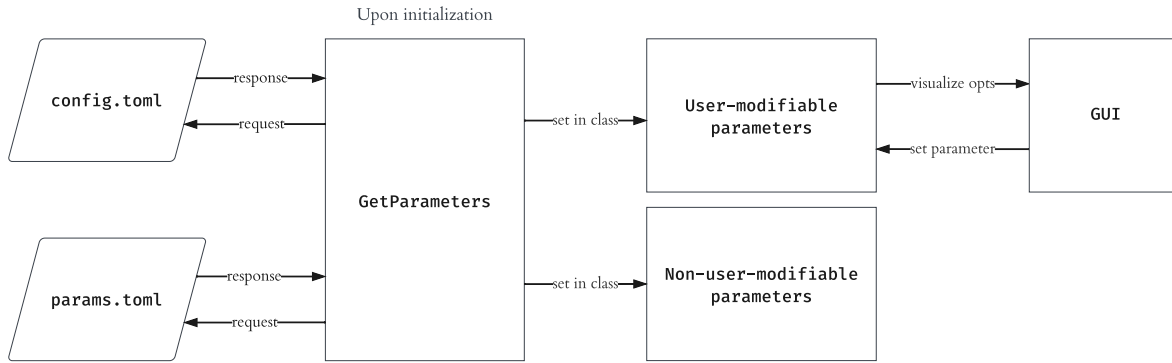 Upon initialization
config.toml
response
request
GetParameters
params.toml
response
request
set in class
set in class
User-modifiable
parameters
Non-user-modifiable
parameters
visualize opts
set parameter
GUI